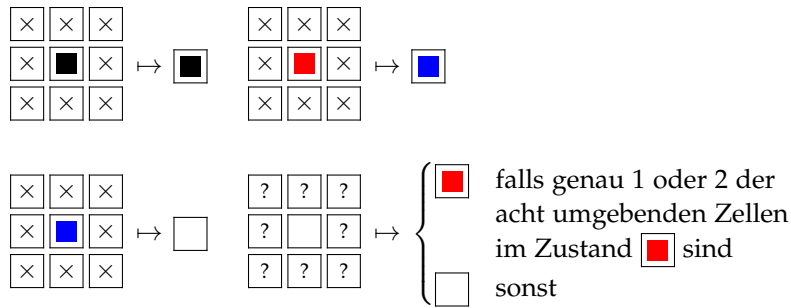 × × ×
× × ↦
× × ×
× × ×
× × ↦
× × ×
× × ×
× × ↦
× × ×
? ? ?
? ? ↦
? ? ?
falls genau 1 oder 2 der
acht umgebenden Zellen
im Zustand sind
sonst